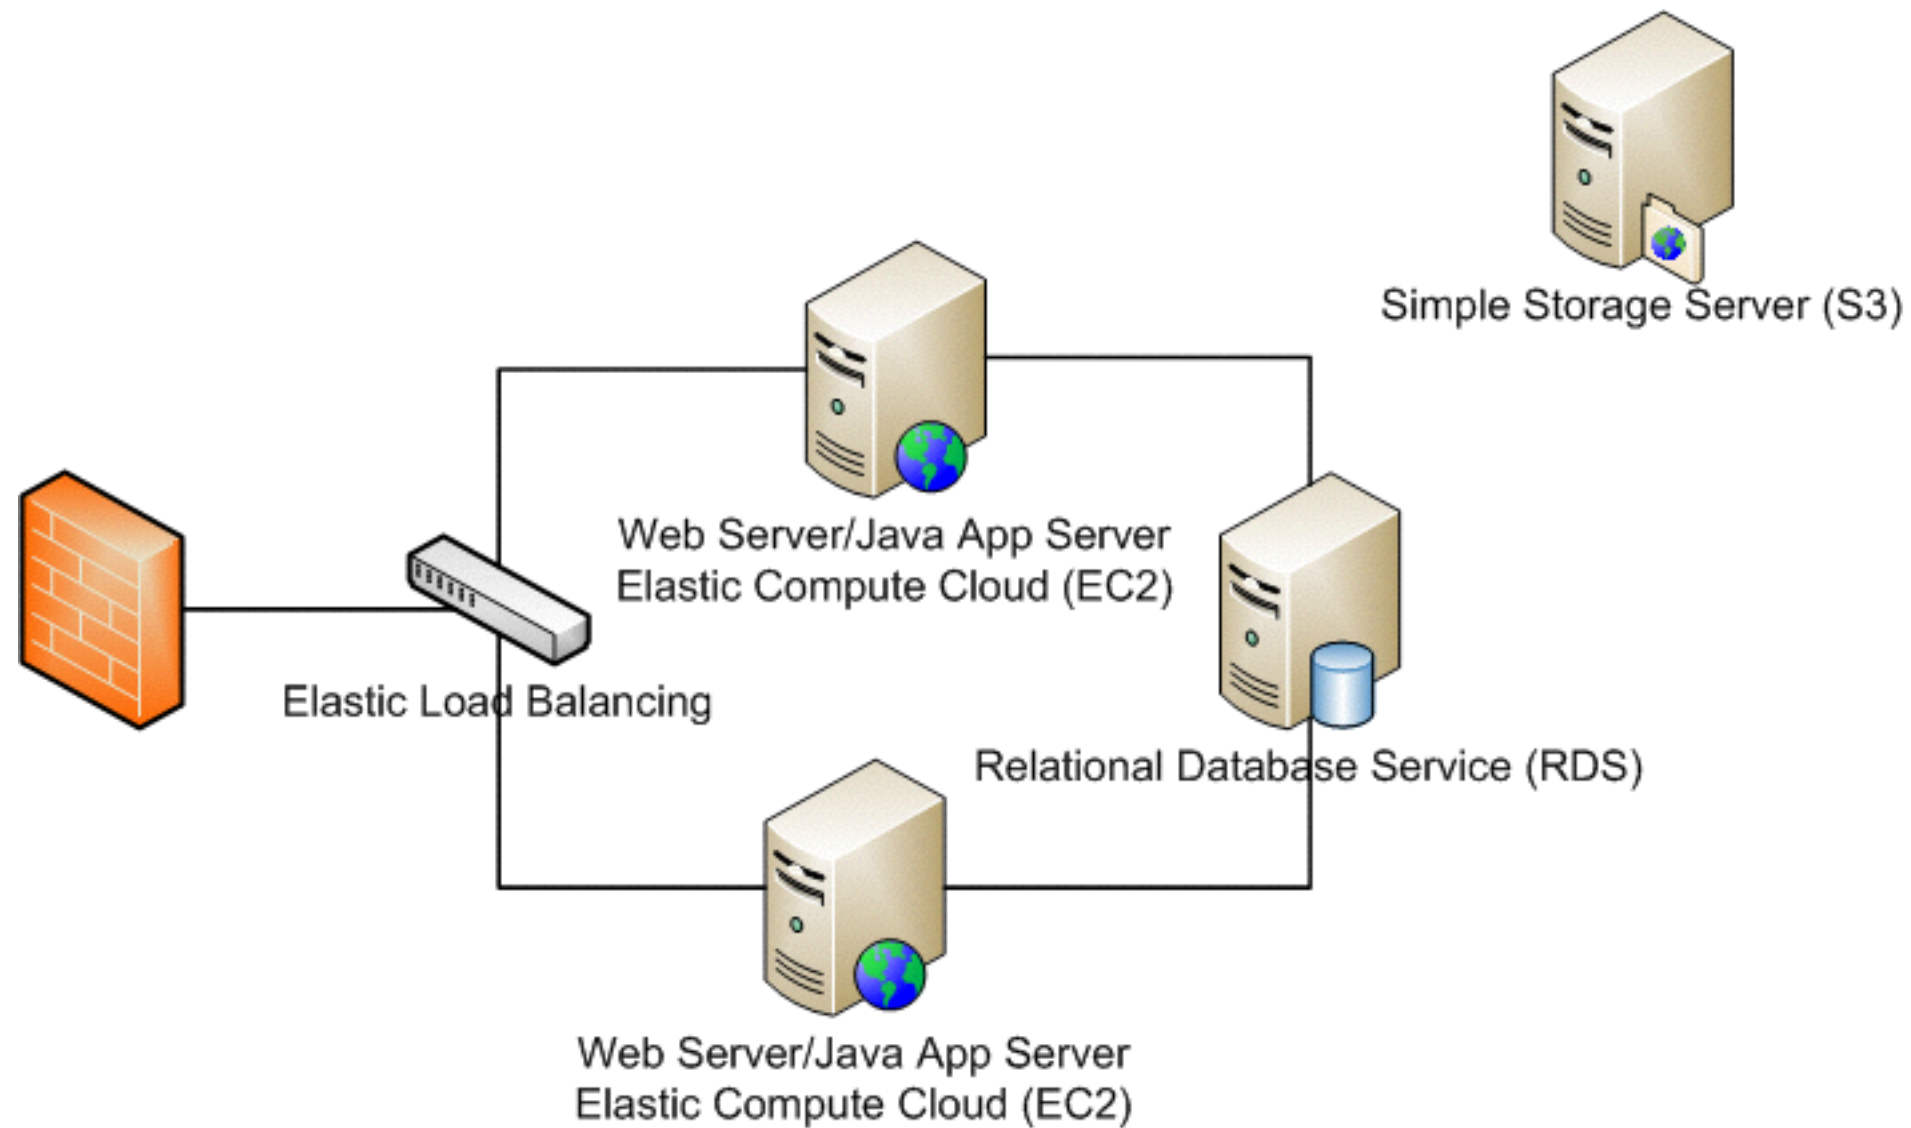 Simple Storage Server (S3)
Web Server/Java App Server
Elastic Compute Cloud (EC2)
Elastic Load Balancing
Relational Database Service (RDS)
Web Server/Java App Server
Elastic Compute Cloud (EC2)